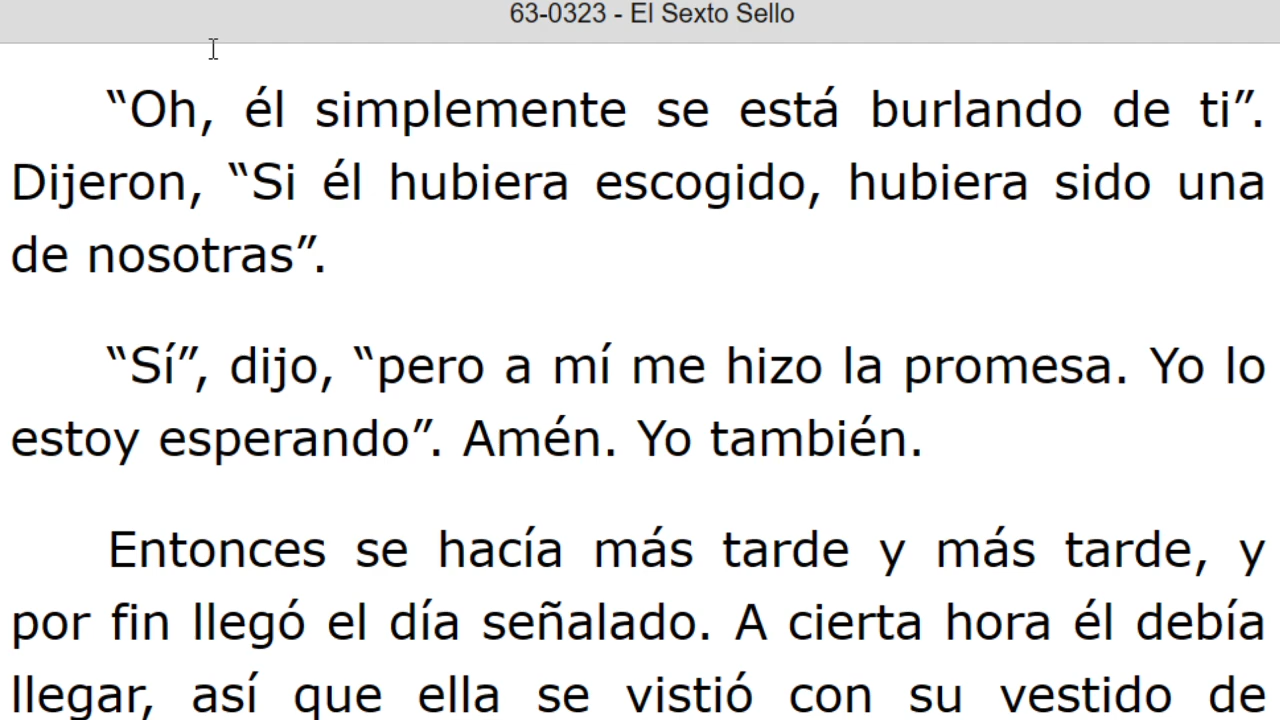 63-0323 - El Sexto Sello
“Oh, él simplemente se está burlando de ti”.
Dijeron, “Si él hubiera escogido, hubiera sido una
de nosotras”.
“Sí”, dijo, “pero a mí me hizo la promesa. Yo lo
estoy esperando”. Amén. Yo también.
Entonces se hacía más tarde y más tarde, y
por fin llegó el día señalado. A cierta hora él debía
llegar, así que ella se vistió con su vestido de